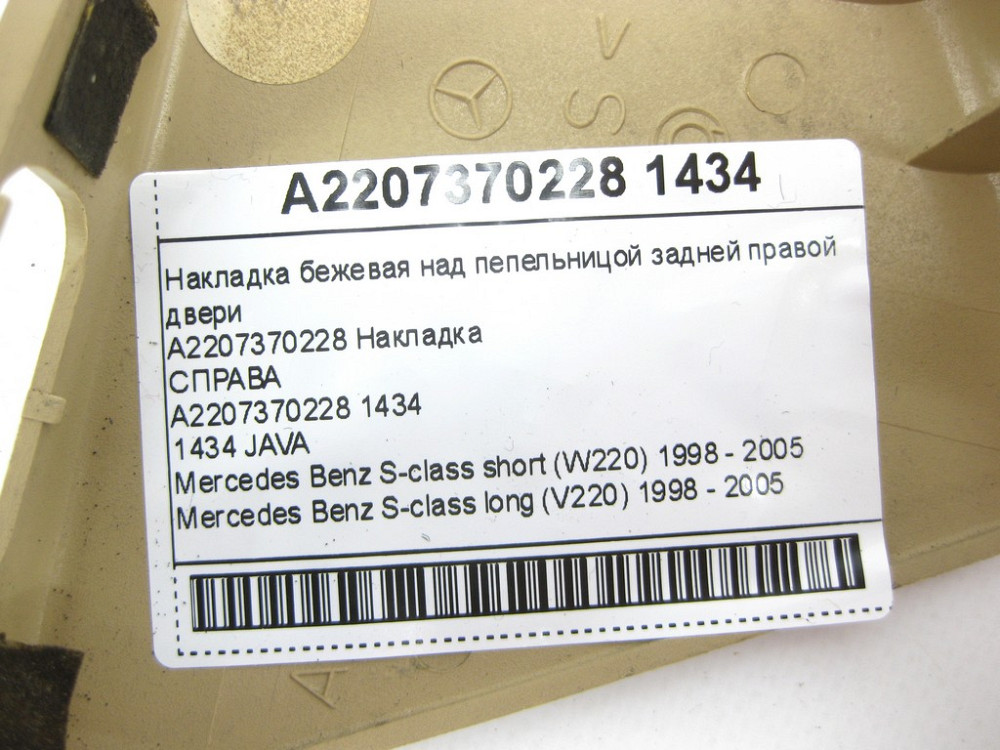 S V
A2207370228 1434
Накладка бежевая над пепельницой задней правой
двери
A2207370228 Накладка
СПРАВА
A2207370228 1434
1434 JAVA
Mercedes Benz S-class short (W220) 1998 - 2005
Mercedes Benz S-class long (V220) 1998 - 2005
A